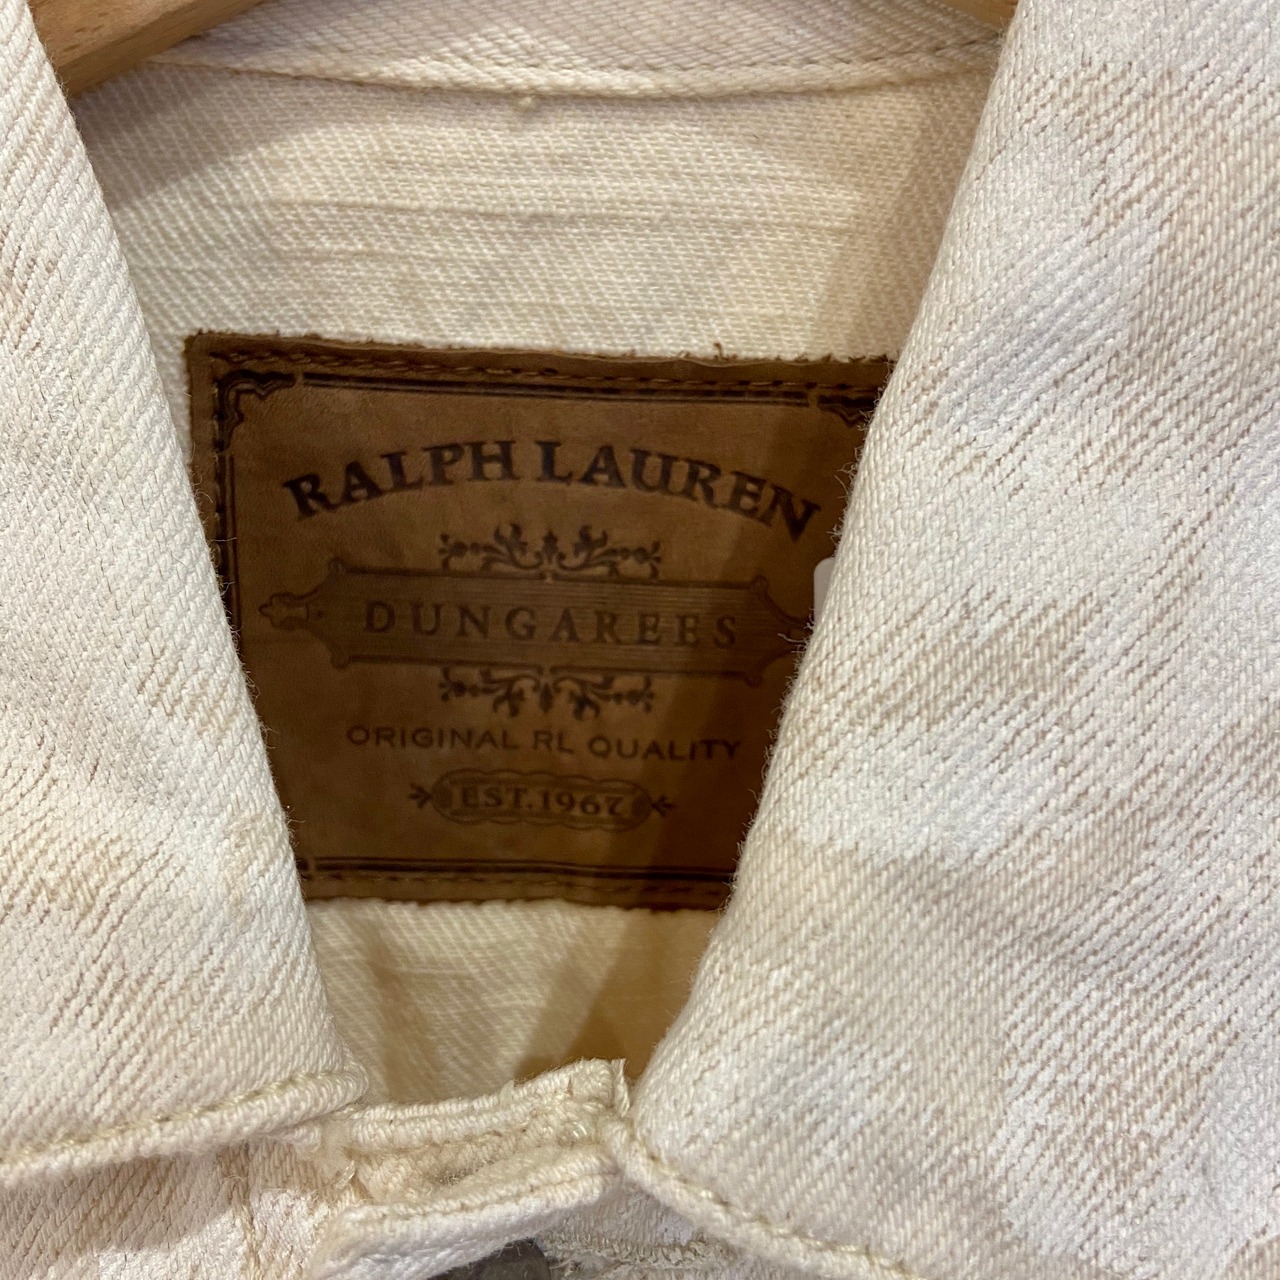 RALPH LAUREN
DUNGAREES
ORIGINAL RL QUALITY
EST. 1967